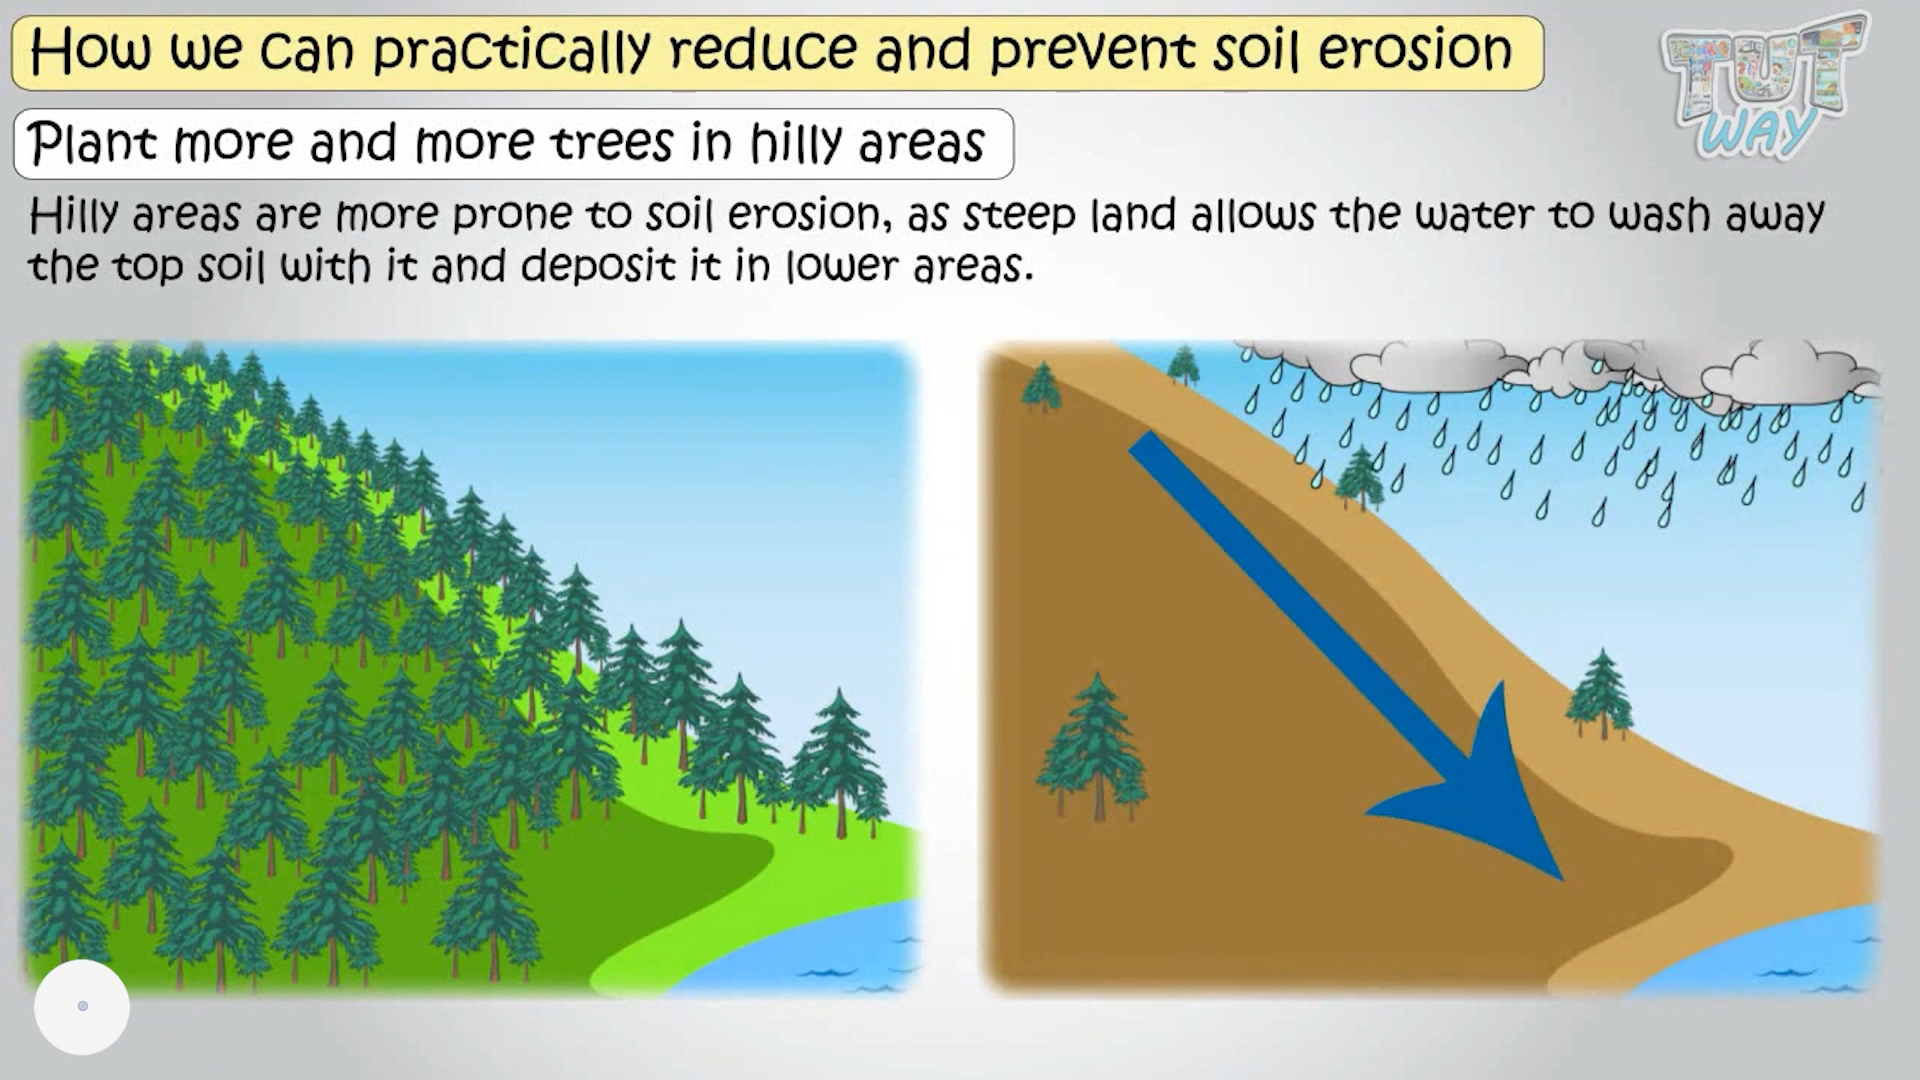 How we can practically reduce and prevent soil erosion
TUT
WAY
Plant more and more trees in hilly areas
Hilly areas are more prone to soil erosion, as steep land allows the water to wash away
the top soil with it and deposit it in lower areas.